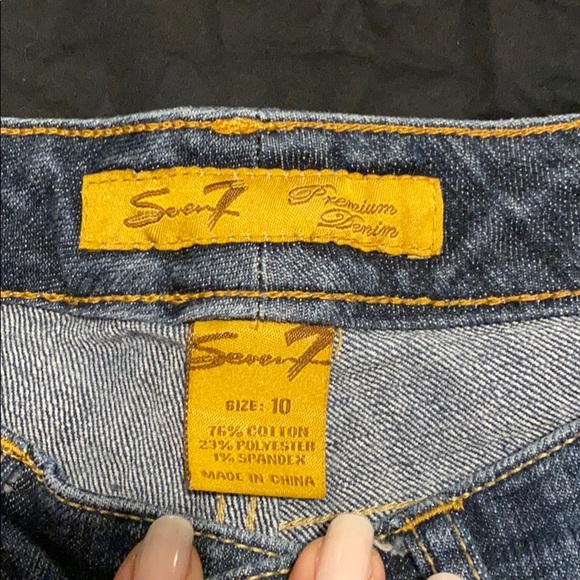 Seven7 Premium
Denim
Seven7
SIZE: 10
76% COTTON
23% POLYESTER
1% SPANDEX
MADE IN CHINA